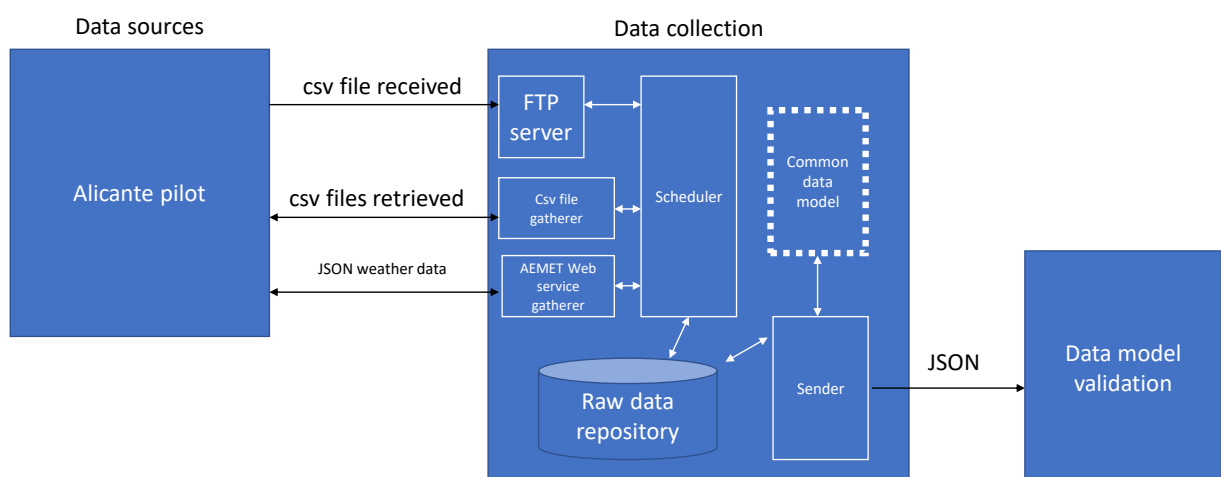 Data sources
Data collection
csv file received
FTP
server
Alicante pilot
csv files retrieved
Csv file
gatherer
Scheduler
Common
data
model
JSON weather data
AEMET Web
service
gatherer
Raw data
repository
Sender
JSON
Data model
validation